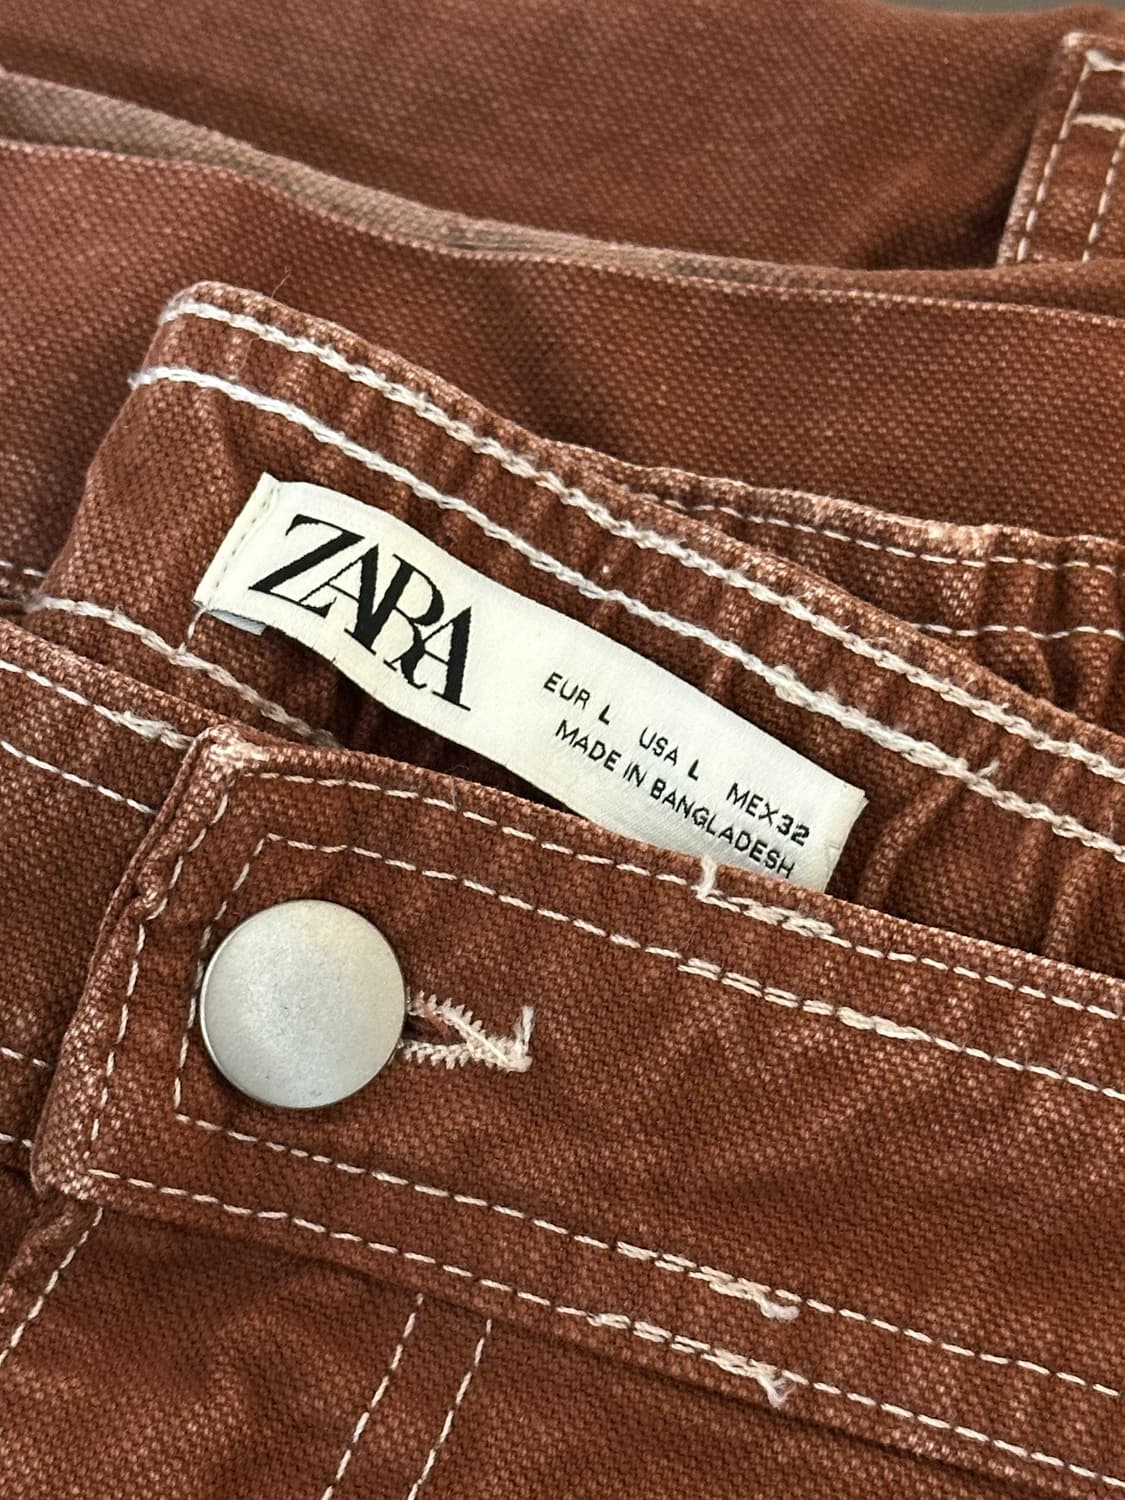 ZARA
EUR L USA L MEX32
MADE IN BANGLADESH